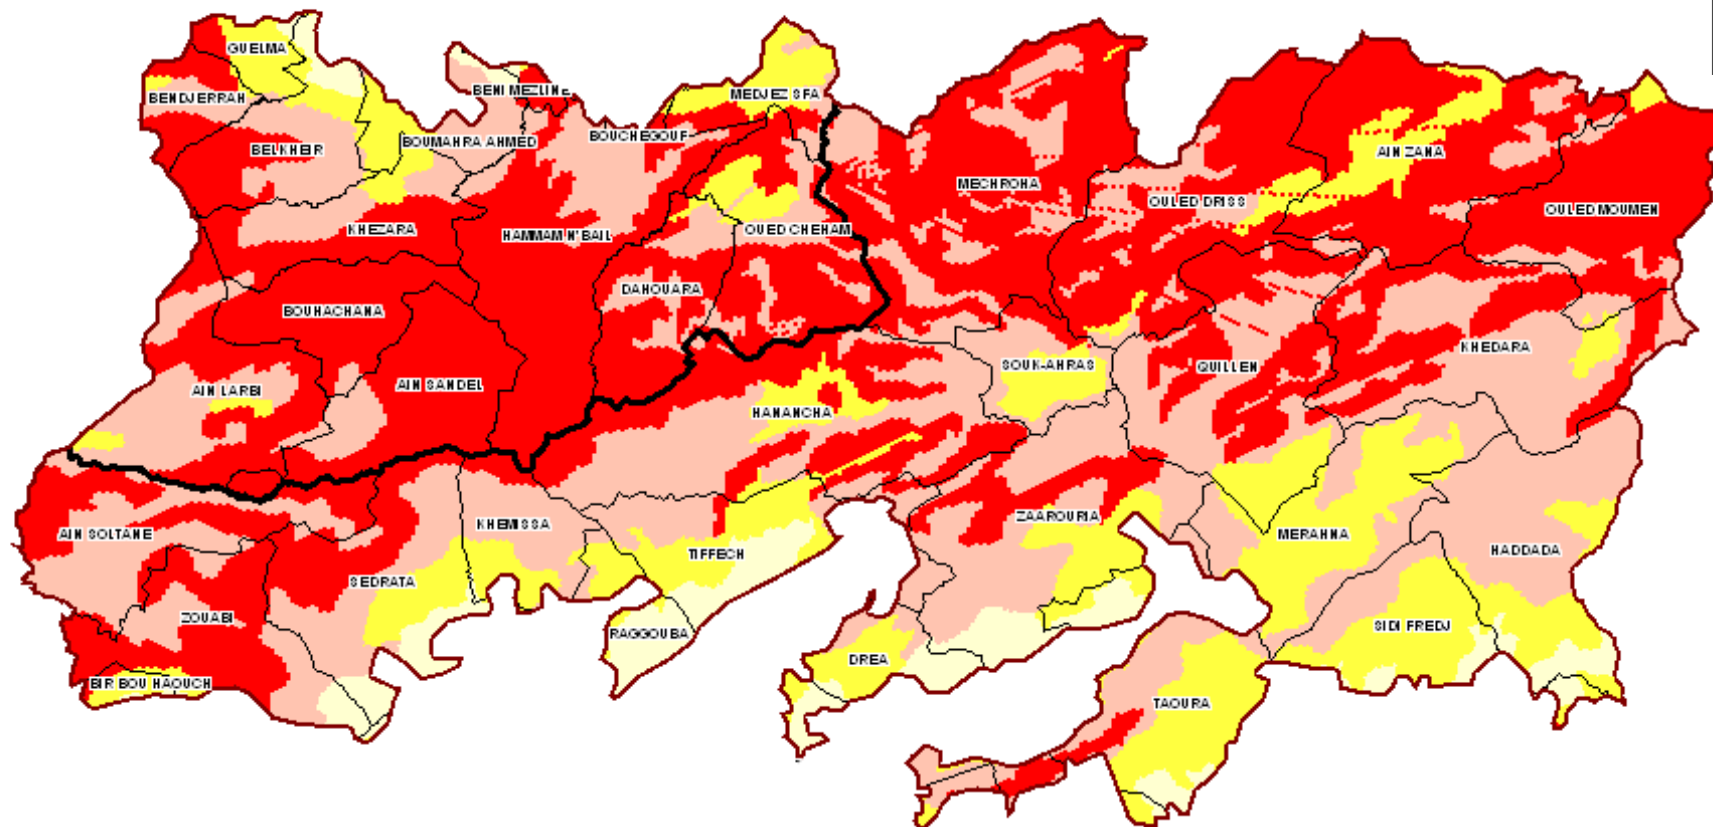 GUELMA
BENDJERRAH
BENI MEZLINE
MEDJEZ SFA
BELKHEIR
BOUMAHRA AHMED
BOUCHEGOUF
AIN ZANA
MECHROHA
OULED DRISS
OULED MOUMEN
KHEZARA
HAMMAM N'BAIL
OUED CHEHAM
DAHOUARA
BOUHACHANA
KHEDARA
SOUK-AHRAS
QUILLEN
AIN LARBI
AIN SANDEL
HANANCHA
ZAAROURIA
KHEMISSA
AIN SOLTANE
MERAHNA
TIFFECH
HADDADA
SEDRATA
ZOUABI
SIDI FREDJ
RAGGOUBA
DREA
BIR BOU HAOUCH
TAOURA